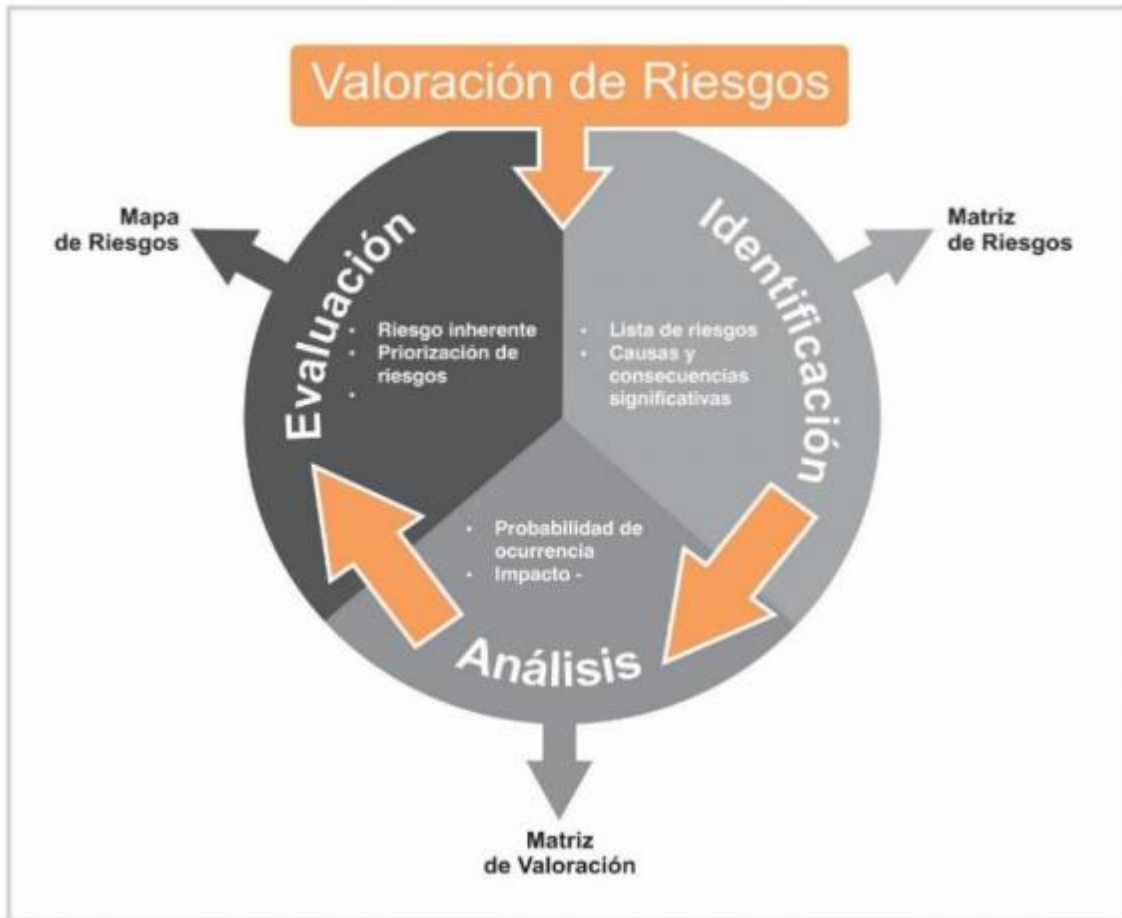 Valoración de Riesgos
Identificación
Matriz
de Riesgos
• Lista de riesgos
• Causas y
consecuencias
significativas
• Probabilidad de
ocurrencia
• Impacto -
Análisis
Matriz
de Valoración
Evaluación
• Riesgo inherente
• Priorización de
riesgos
•
Mapa
de Riesgos